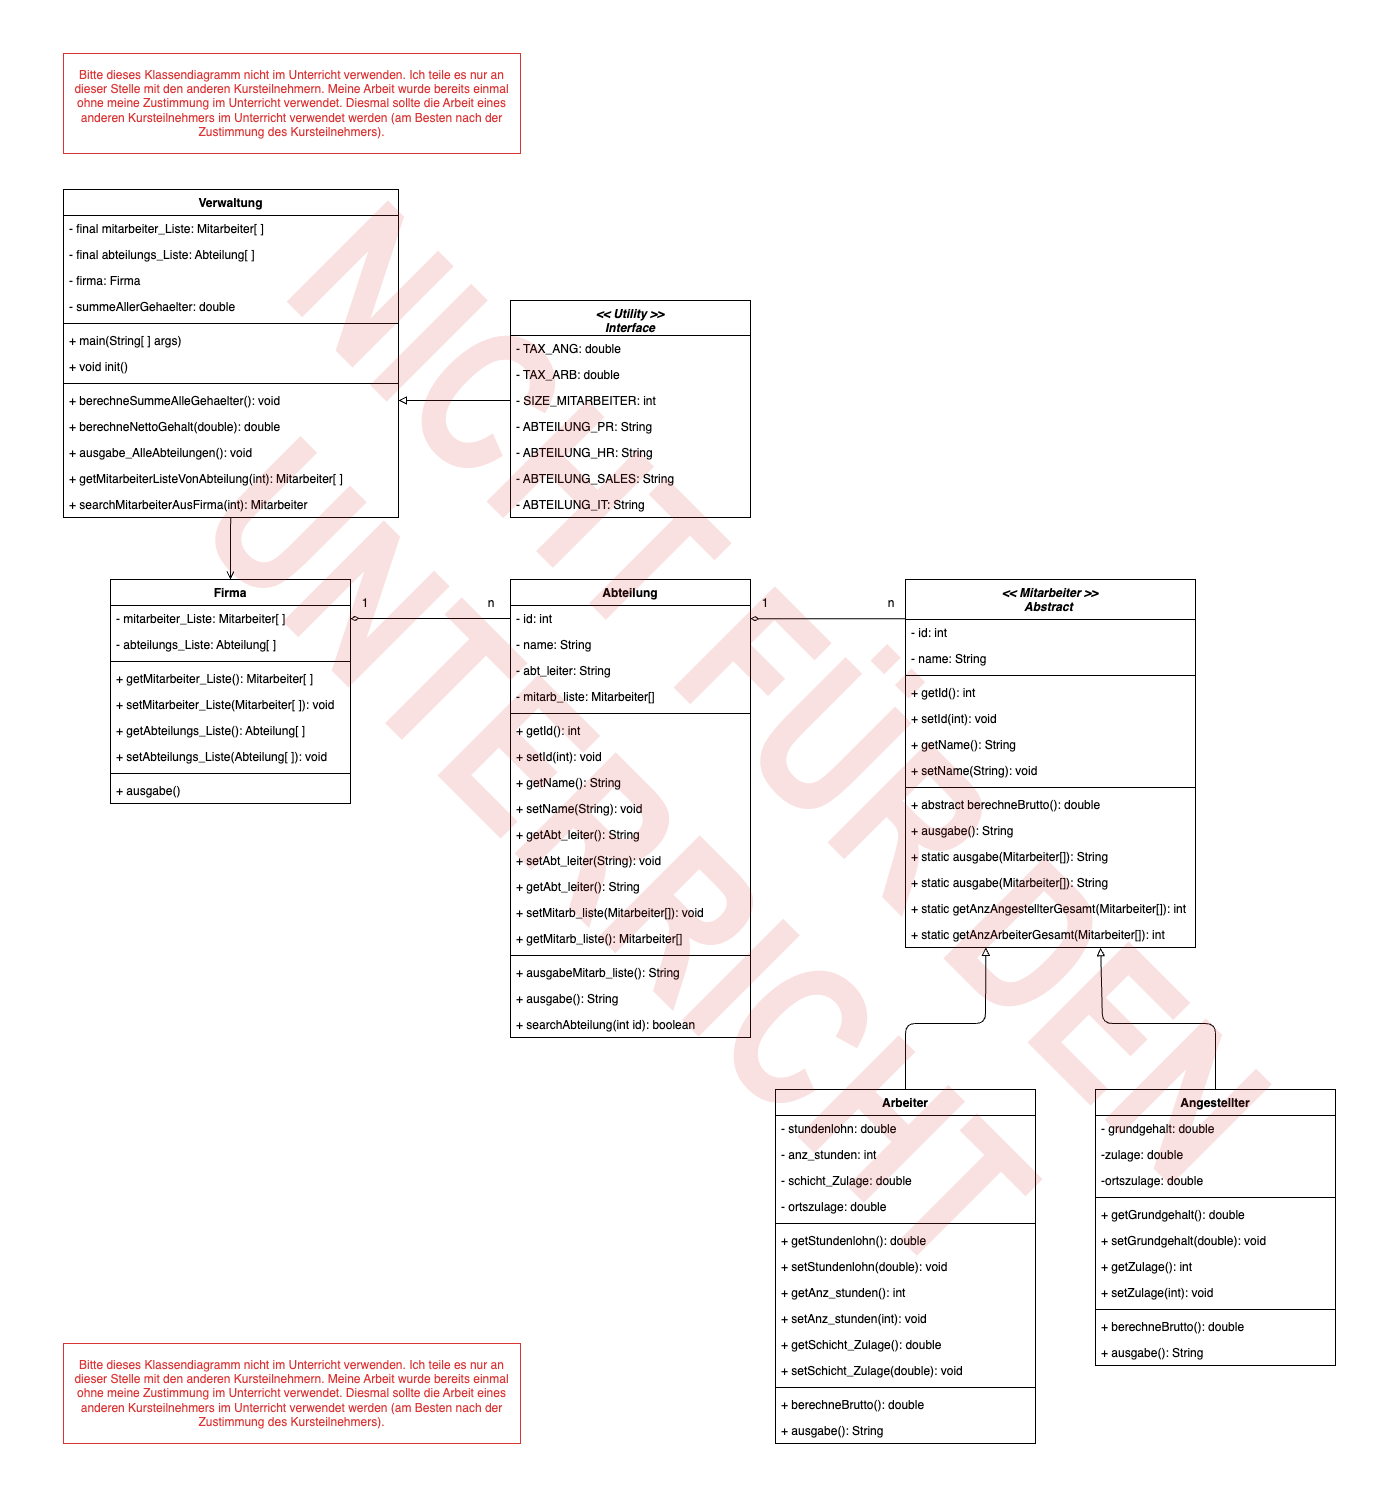 Bitte dieses Klassendiagramm nicht im Unterricht verwenden. Ich teile es nur an
dieser Stelle mit den anderen Kursteilnehmern. Meine Arbeit wurde bereits einmal
ohne meine Zustimmung im Unterricht verwendet. Diesmal sollte die Arbeit eines
anderen Kursteilnehmers im Unterricht verwendet werden (am Besten nach der
Zustimmung des Kursteilnehmers).
NICHT FÜR DEN
UNTERRICHT
Verwaltung
- final mitarbeiter_Liste: Mitarbeiter[ ]
- final abteilungs_Liste: Abteilung[ ]
- firma: Firma
- summeAllerGehaelter: double
+ main(String[ ] args)
+ void init()
+ berechneSummeAlleGehaelter(): void
+ berechneNettoGehalt(double): double
+ ausgabe_AlleAbteilungen(): void
+ getMitarbeiterListeVonAbteilung(int): Mitarbeiter[ ]
+ searchMitarbeiterAusFirma(int): Mitarbeiter
<< Utility >>
Interface
- TAX_ANG: double
- TAX_ARB: double
- SIZE_MITARBEITER: int
- ABTEILUNG_PR: String
- ABTEILUNG_HR: String
- ABTEILUNG_SALES: String
- ABTEILUNG_IT: String
Firma
- mitarbeiter_Liste: Mitarbeiter[ ]
- abteilungs_Liste: Abteilung[ ]
+ getMitarbeiter_Liste(): Mitarbeiter[ ]
+ setMitarbeiter_Liste(Mitarbeiter[ ]): void
+ getAbteilungs_Liste(): Abteilung[ ]
+ setAbteilungs_Liste(Abteilung[ ]): void
+ ausgabe()
1
n
Abteilung
- id: int
- name: String
- abt_leiter: String
- mitarb_liste: Mitarbeiter[]
+ getId(): int
+ setId(int): void
+ getName(): String
+ setName(String): void
+ getAbt_leiter(): String
+ setAbt_leiter(String): void
+ getAbt_leiter(): String
+ setMitarb_liste(Mitarbeiter[]): void
+ getMitarb_liste(): Mitarbeiter[]
+ ausgabeMitarb_liste(): String
+ ausgabe(): String
+ searchAbteilung(int id): boolean
1
n
<< Mitarbeiter >>
Abstract
- id: int
- name: String
+ getId(): int
+ setId(int): void
+ getName(): String
+ setName(String): void
+ abstract berechneBrutto(): double
+ ausgabe(): String
+ static ausgabe(Mitarbeiter[]): String
+ static ausgabe(Mitarbeiter[]): String
+ static getAnzAngestellterGesamt(Mitarbeiter[]): int
+ static getAnzArbeiterGesamt(Mitarbeiter[]): int
Arbeiter
- stundenlohn: double
- anz_stunden: int
- schicht_Zulage: double
- ortszulage: double
+ getStundenlohn(): double
+ setStundenlohn(double): void
+ getAnz_stunden(): int
+ setAnz_stunden(int): void
+ getSchicht_Zulage(): double
+ setSchicht_Zulage(double): void
+ berechneBrutto(): double
+ ausgabe(): String
Angestellter
- grundgehalt: double
-zulage: double
-ortszulage: double
+ getGrundgehalt(): double
+ setGrundgehalt(double): void
+ getZulage(): int
+ setZulage(int): void
+ berechneBrutto(): double
+ ausgabe(): String
Bitte dieses Klassendiagramm nicht im Unterricht verwenden. Ich teile es nur an
dieser Stelle mit den anderen Kursteilnehmern. Meine Arbeit wurde bereits einmal
ohne meine Zustimmung im Unterricht verwendet. Diesmal sollte die Arbeit eines
anderen Kursteilnehmers im Unterricht verwendet werden (am Besten nach der
Zustimmung des Kursteilnehmers).